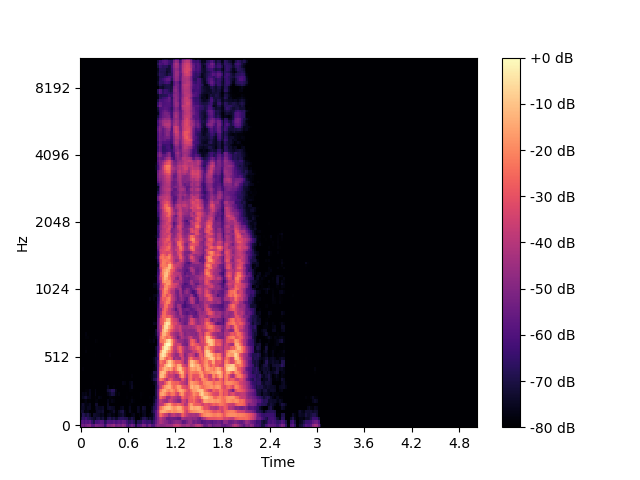 8192
4096
2048
1024
512
0
Hz
0 0.6 1.2 1.8 2.4 3 3.6 4.2 4.8
Time
+0 dB
-10 dB
-20 dB
-30 dB
-40 dB
-50 dB
-60 dB
-70 dB
-80 dB